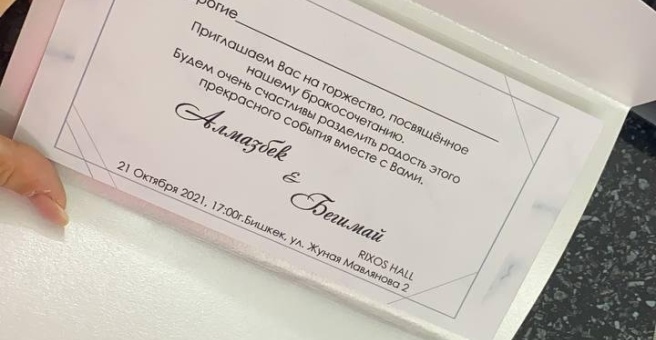 рогие
Приглашаем Вас на торжество, посвящённое
нашему бракосочетанию.
Будем очень счастливы разделить радость этого
прекрасного события вместе с Вами.
Алмазбек
&
Бегимай
RIXOS HALL
21 Октября 2021, 17:00г.Бишкек, ул. Жуная Мавлянова 2